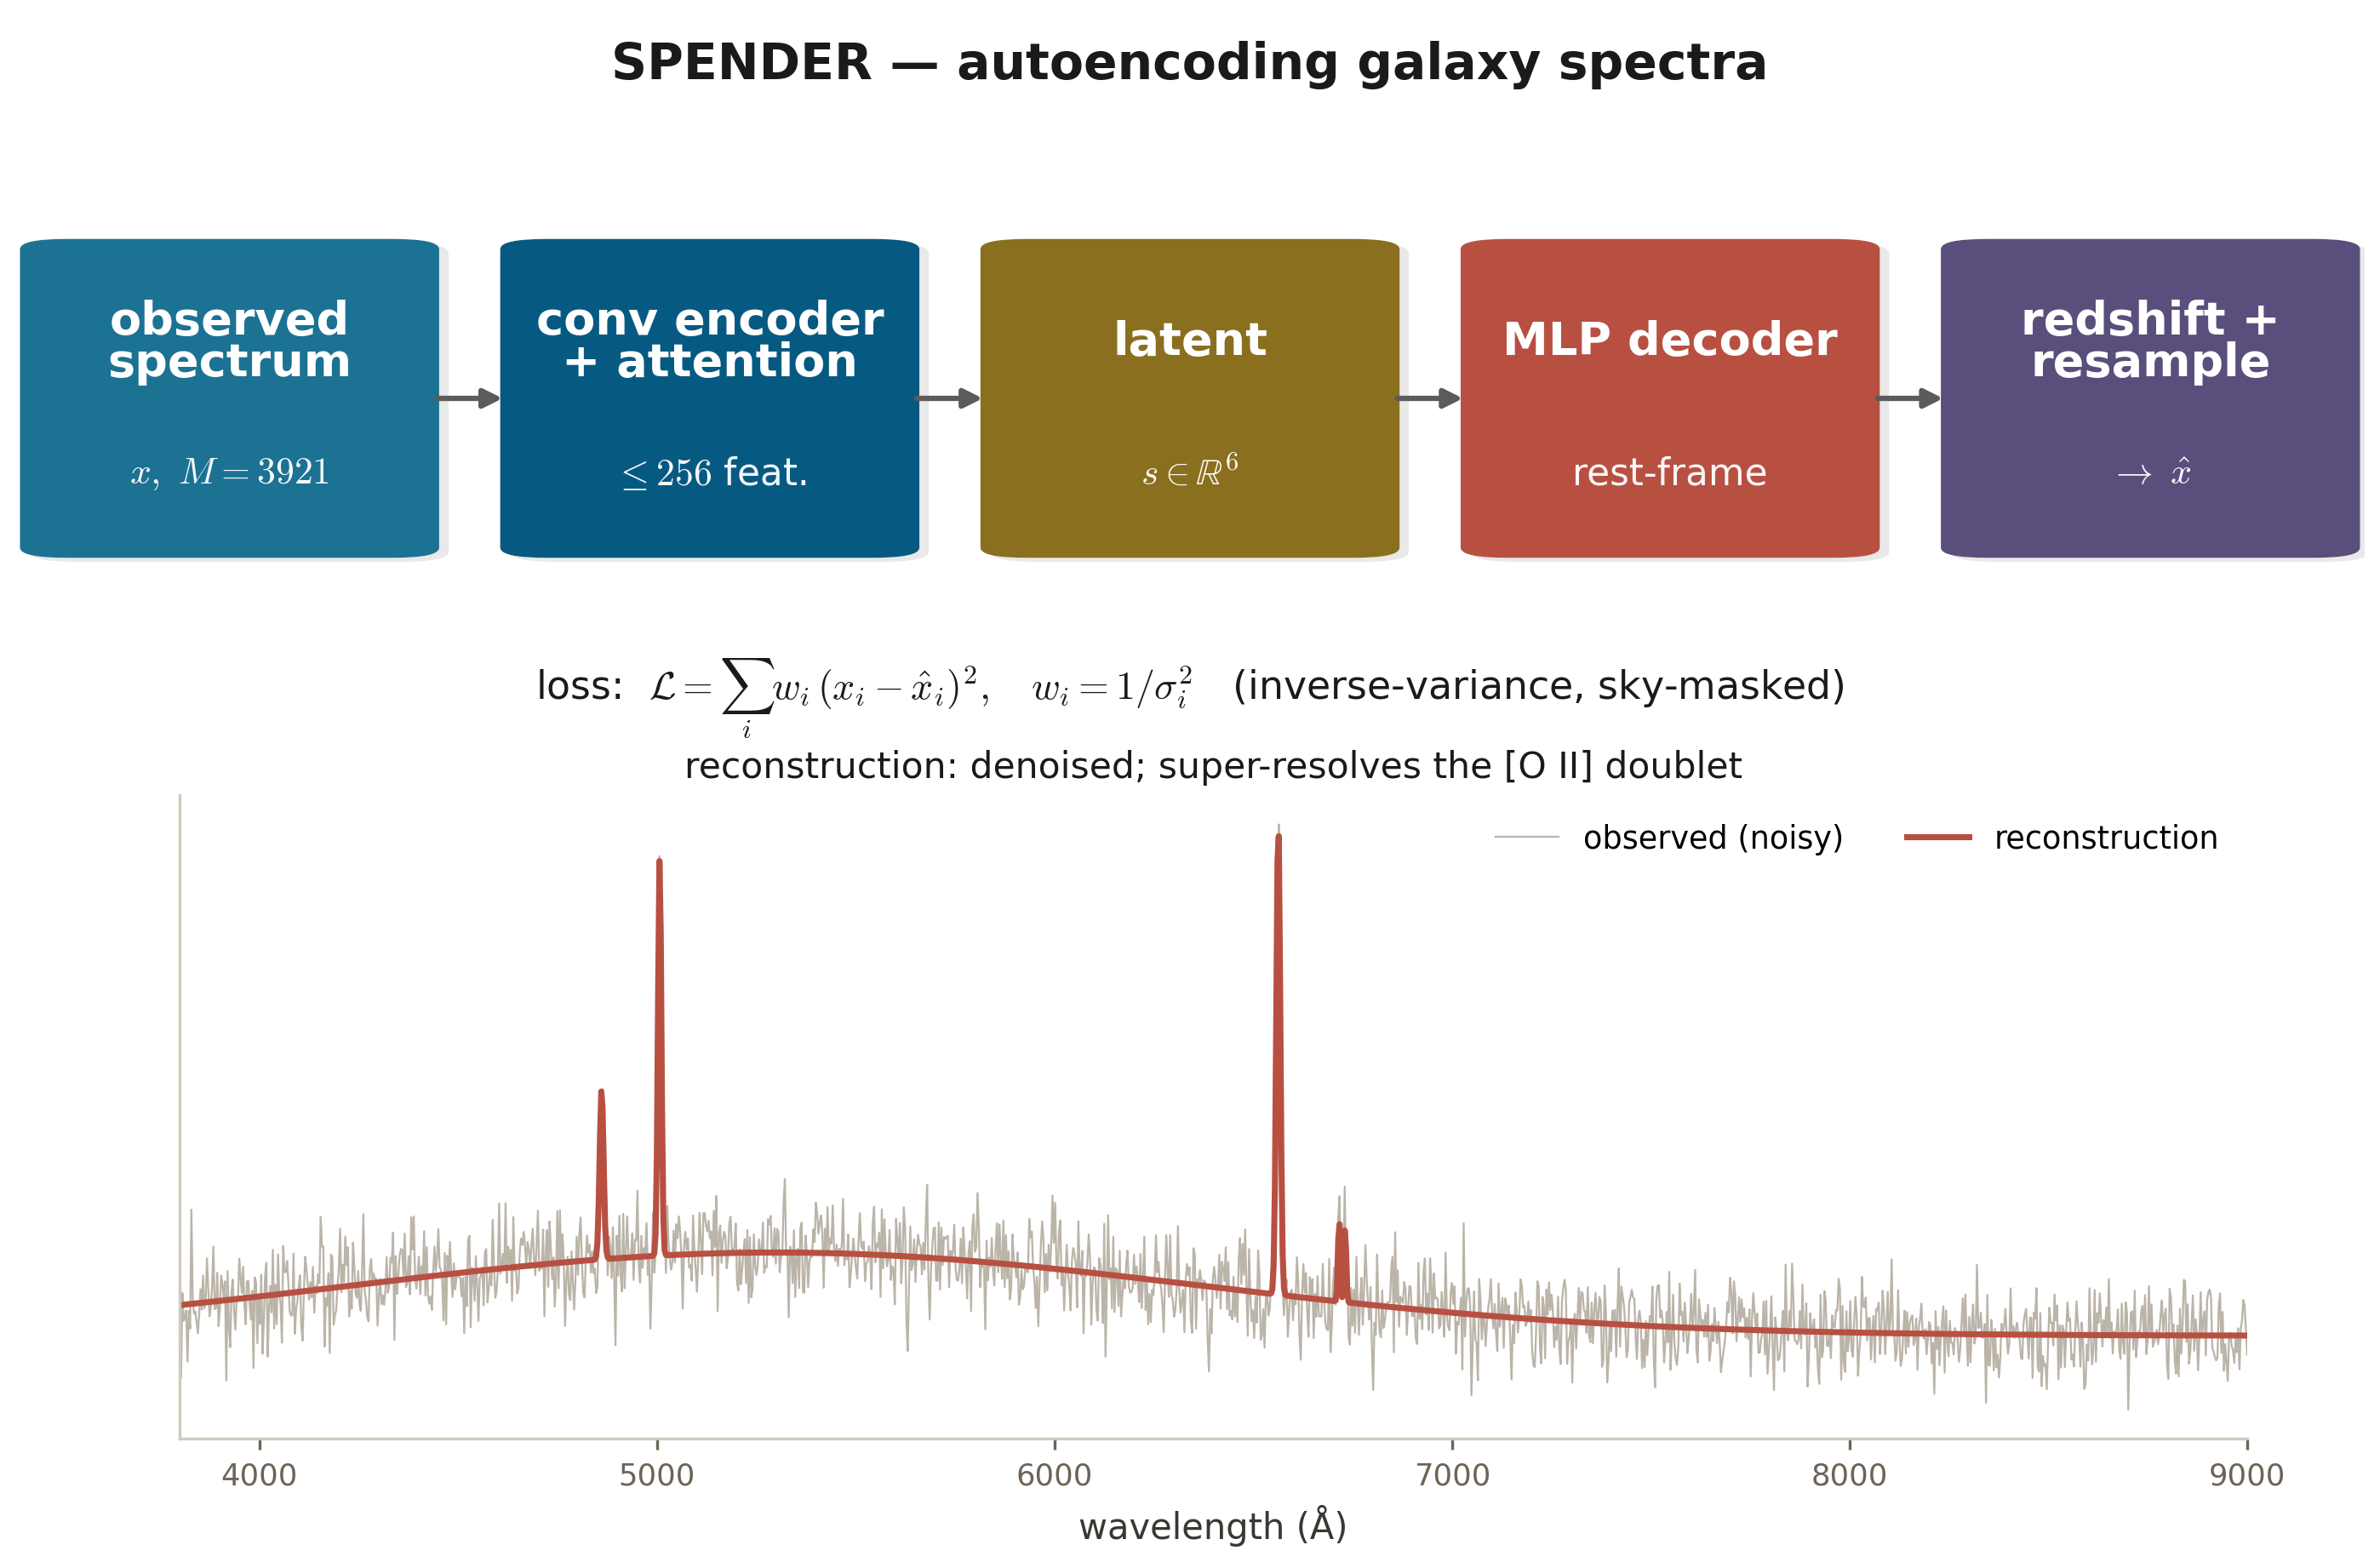 SPENDER — autoencoding galaxy spectra
observed
spectrum
x, M = 3921
conv encoder
+ attention
≤ 256 feat.
latent
s ∈ ℝ⁶
MLP decoder
rest-frame
redshift +
resample
→ x̂
loss: ℒ = ∑ᵢ wᵢ (xᵢ − x̂ᵢ)², wᵢ = 1/σᵢ² (inverse-variance, sky-masked)
reconstruction: denoised; super-resolves the [O II] doublet
observed (noisy)
reconstruction
4000 5000 6000 7000 8000 9000
wavelength (Å)